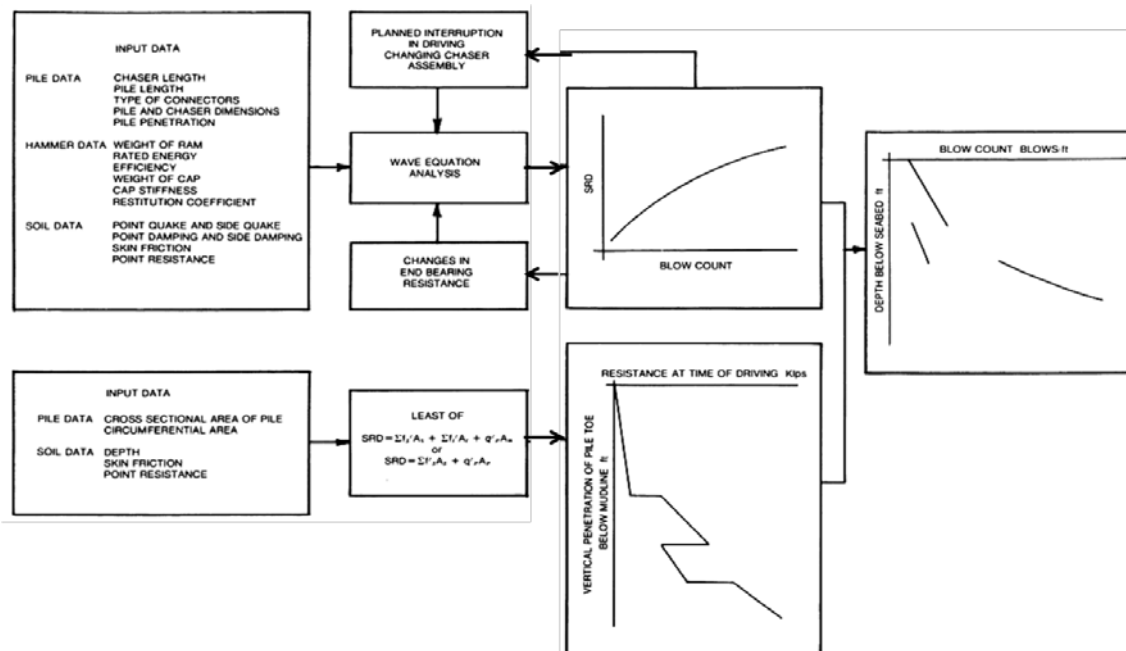 INPUT DATA
PILE DATA CHASER LENGTH
PILE LENGTH
TYPE OF CONNECTORS
PILE AND CHASER DIMENSIONS
PILE PENETRATION
HAMMER DATA WEIGHT OF RAM
RATED ENERGY
EFFICIENCY
WEIGHT OF CAP
CAP STIFFNESS
RESTITUTION COEFFICIENT
SOIL DATA POINT QUAKE AND SIDE QUAKE
POINT DAMPING AND SIDE DAMPING
SKIN FRICTION
POINT RESISTANCE
PLANNED INTERRUPTION
IN DRIVING
CHANGING CHASER
ASSEMBLY
WAVE EQUATION
ANALYSIS
CHANGES IN
END BEARING
RESISTANCE
SRD
BLOW COUNT
BLOW COUNT BLOWS/ft
DEPTH BELOW SEABED ft
INPUT DATA
PILE DATA CROSS SECTIONAL AREA OF PILE
CIRCUMFERENTIAL AREA
SOIL DATA DEPTH
SKIN FRICTION
POINT RESISTANCE
LEAST OF
SRD=
or
SRD=
RESISTANCE AT TIME OF DRIVING Kips
VERTICAL PENETRATION OF PILE TOE
BELOW MUDLINE ft